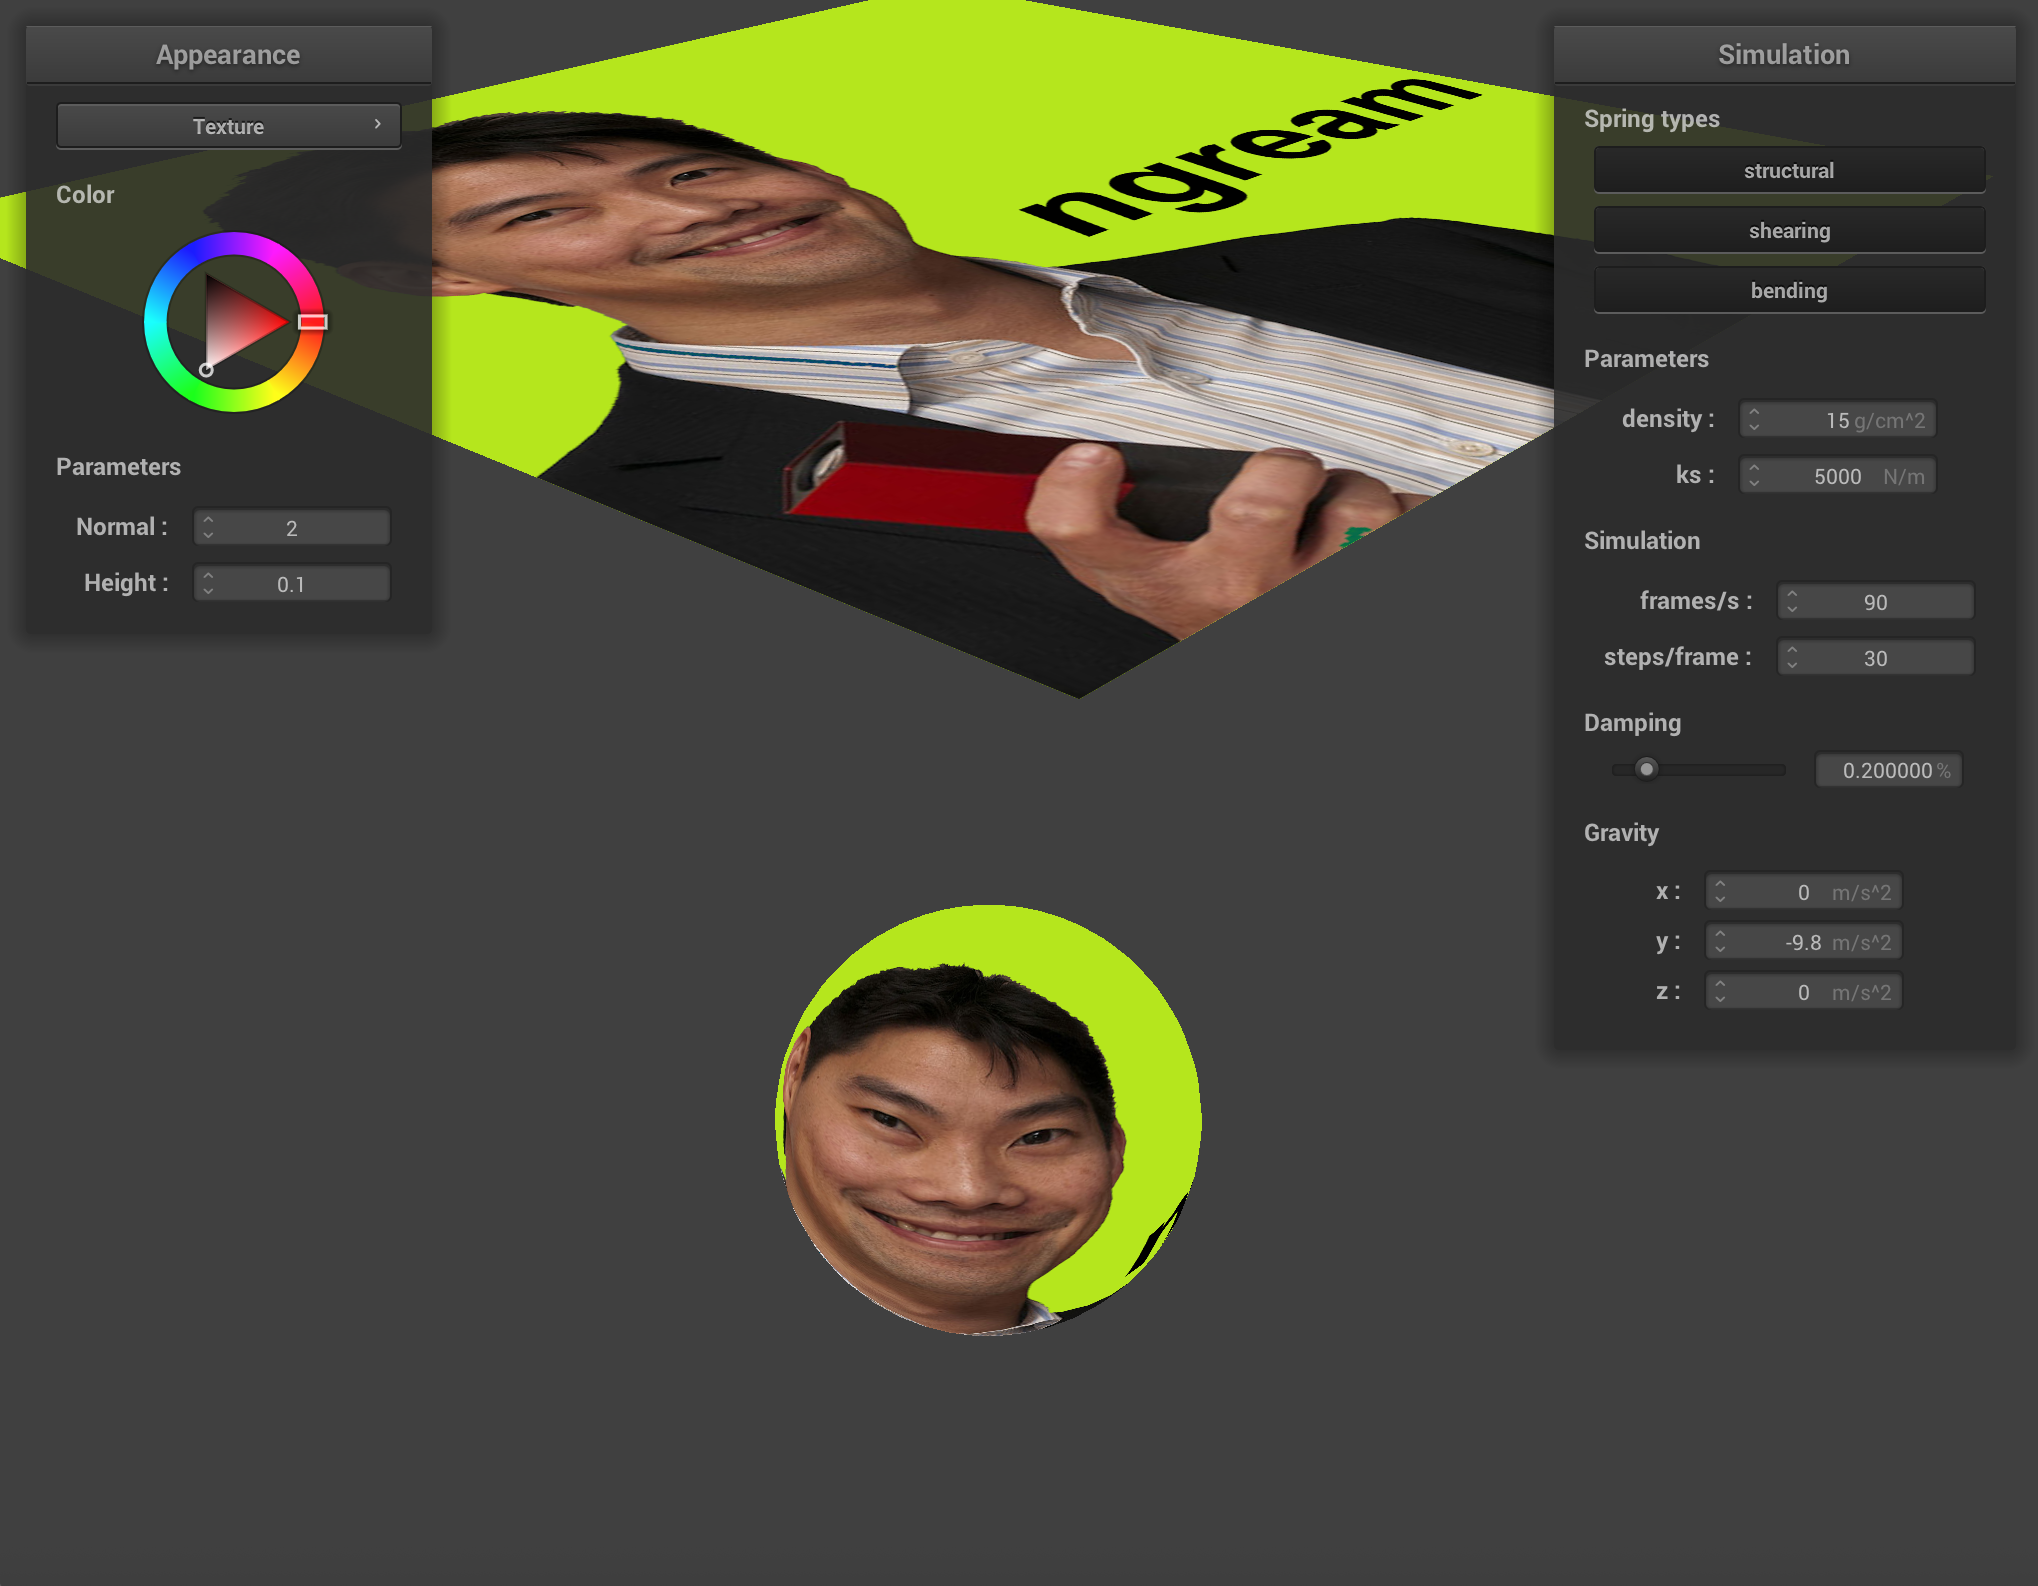 Appearance
Texture
Color
Parameters
Normal : 2
Height : 0.1
ngream
Simulation
Spring types
structural
shearing
bending
Parameters
density : 15 g/cm^2
ks : 5000 N/m
Simulation
frames/s : 90
steps/frame : 30
Damping
0.200000 %
Gravity
x : 0 m/s^2
y : -9.8 m/s^2
z : 0 m/s^2